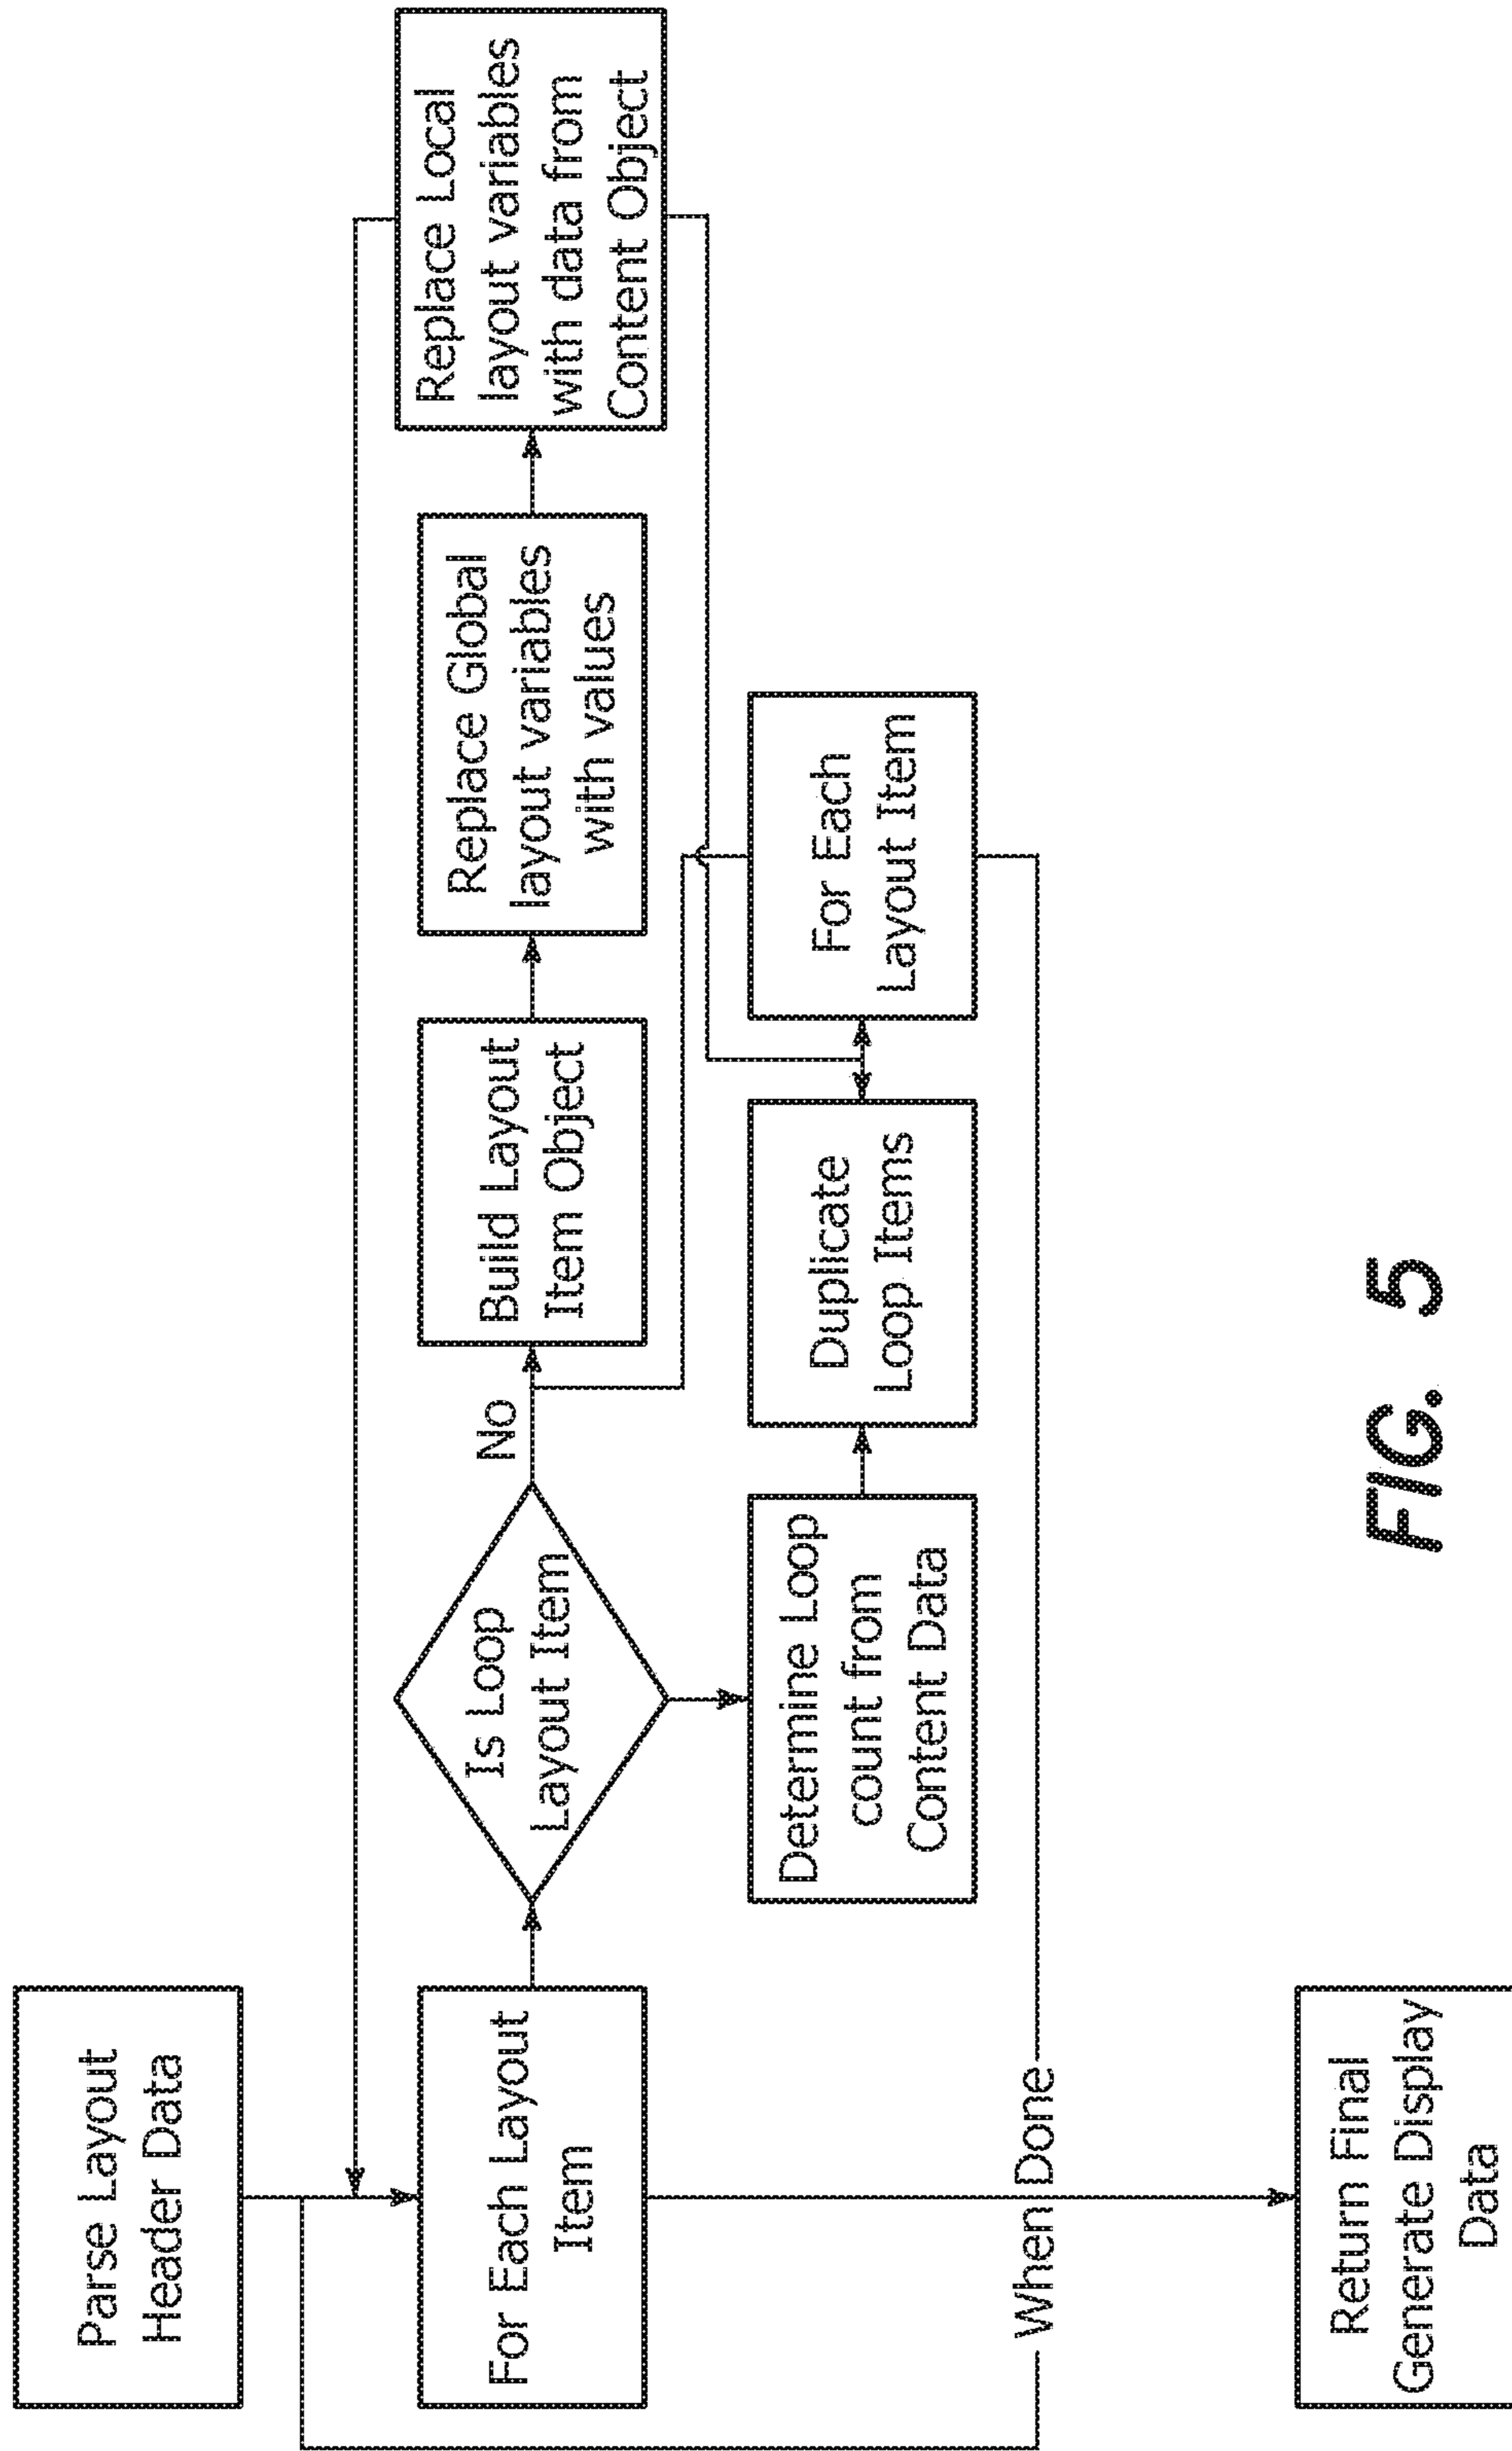 Parse Layout
Header Data
For Each Layout
Item
Is Loop
Layout Item
No
Build Layout
Item Object
Replace Global
layout variables
with values
Replace Local
layout variables
with data from
Content Object
Determine Loop
count from
Content Data
Duplicate
Loop Items
For Each
Layout Item
When Done
Return Final
Generate Display
Data
FIG. 5